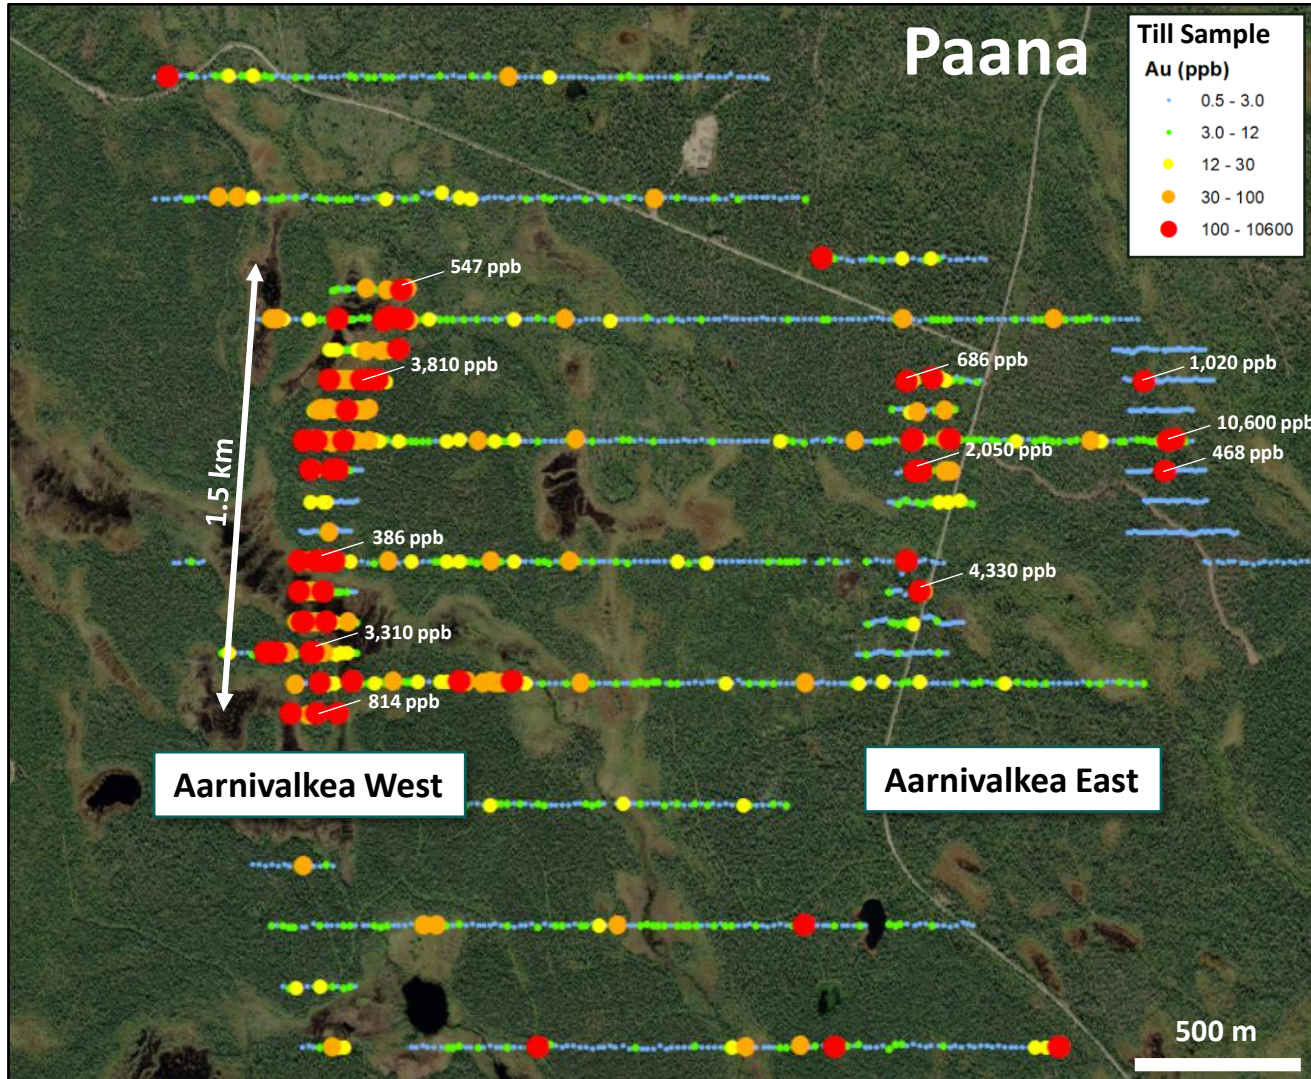 Paana
Till Sample
Au (ppb)
0.5 - 3.0
3.0 - 12
12 - 30
30 - 100
100 - 10600
547 ppb
3,810 ppb
686 ppb
1,020 ppb
10,600 ppb
2,050 ppb
468 ppb
1.5 km
386 ppb
4,330 ppb
3,310 ppb
814 ppb
Aarnivalkea West
Aarnivalkea East
500 m